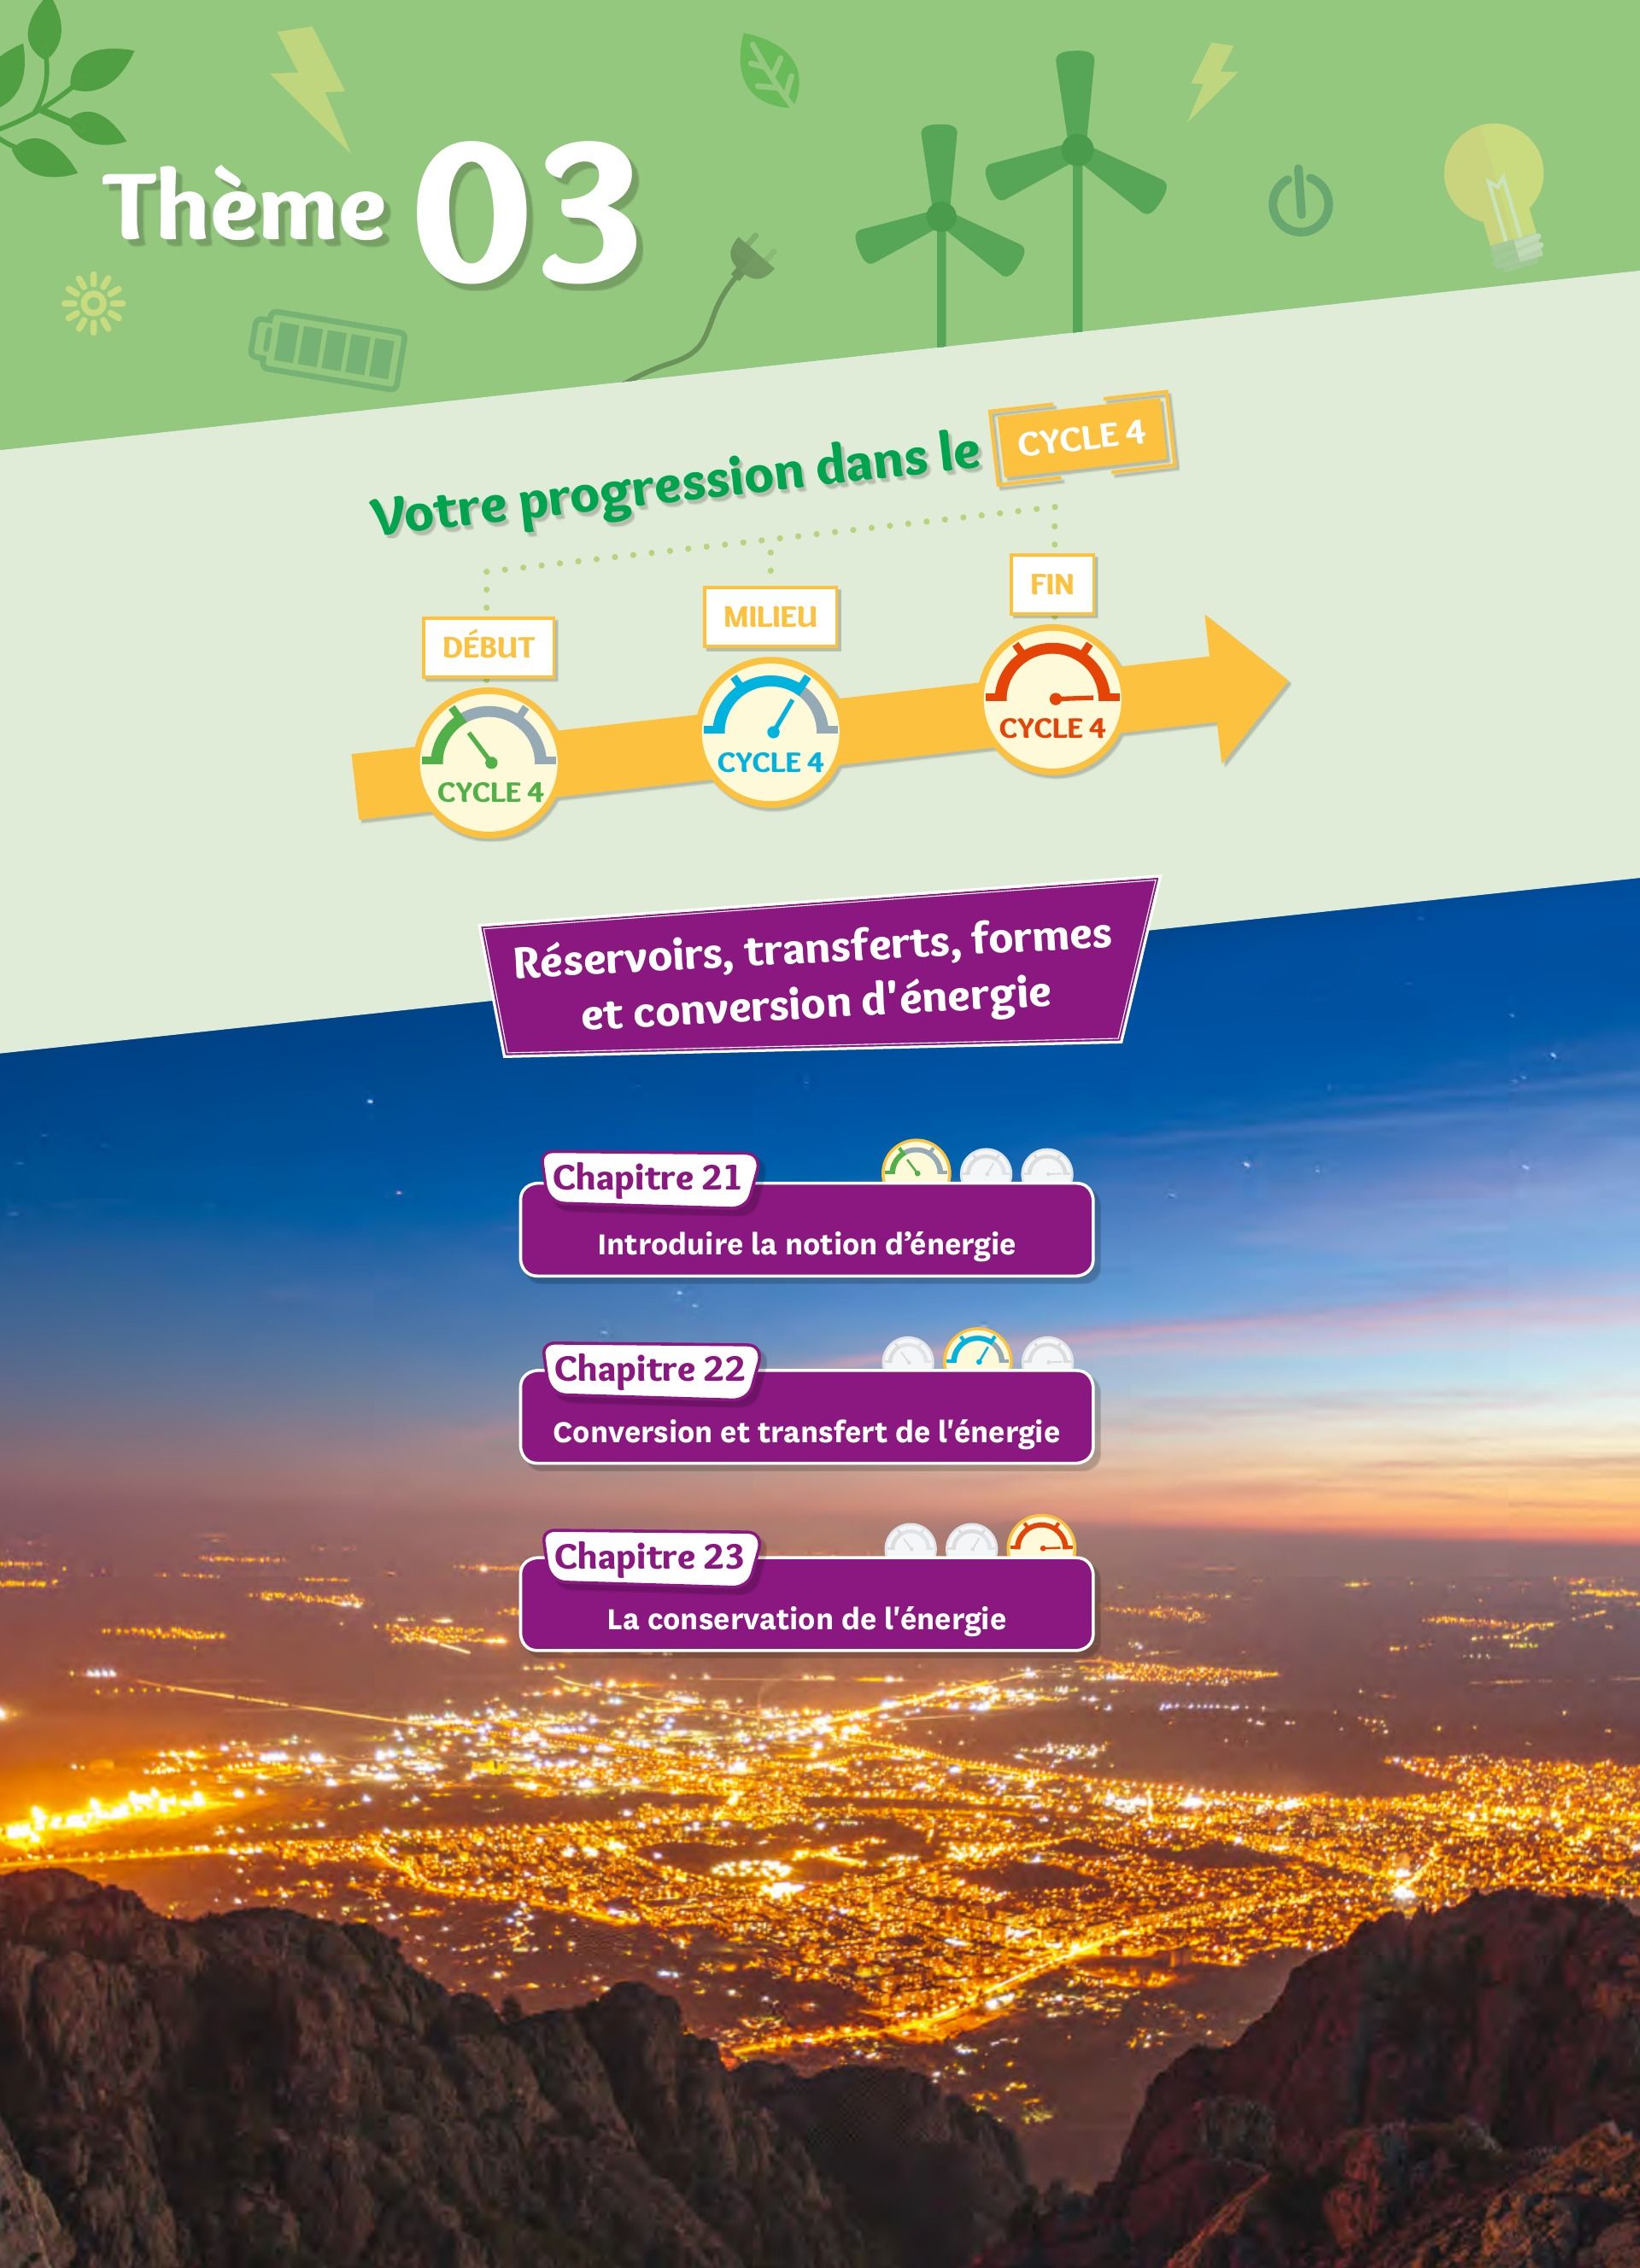 Thème 03
Votre progression dans le CYCLE 4
DÉBUT
MILIEU
FIN
CYCLE 4
CYCLE 4
CYCLE 4
Réservoirs, transferts, formes
et conversion d'énergie
Chapitre 21
Introduire la notion d’énergie
Chapitre 22
Conversion et transfert de l'énergie
Chapitre 23
La conservation de l'énergie